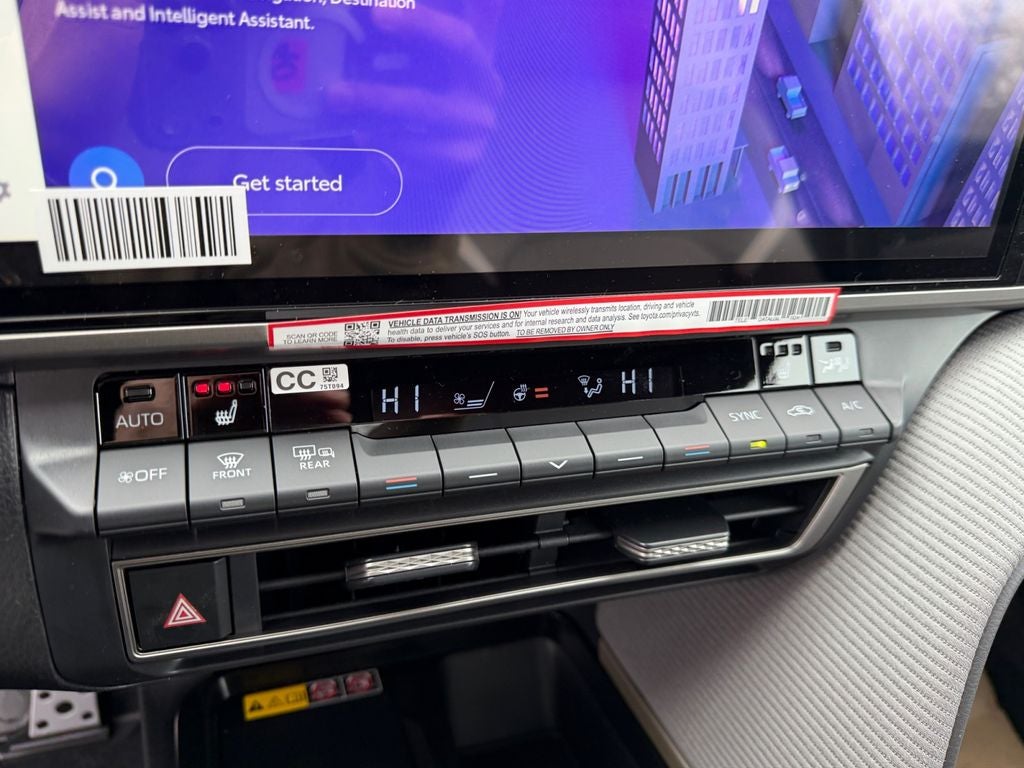 Destination
Assist and Intelligent Assistant.
Get started
SCAN QR CODE
TO LEARN MORE
VEHICLE DATA TRANSMISSION IS ON! Your vehicle wirelessly transmits location, driving and vehicle
health data to deliver your services and for internal research and data analysis. See toyota.com/privacyvts.
To disable, press vehicle's SOS button. TO BE REMOVED BY OWNER ONLY
CC
75T094
HI
HI
AUTO
OFF
FRONT
REAR
SYNC
A/C